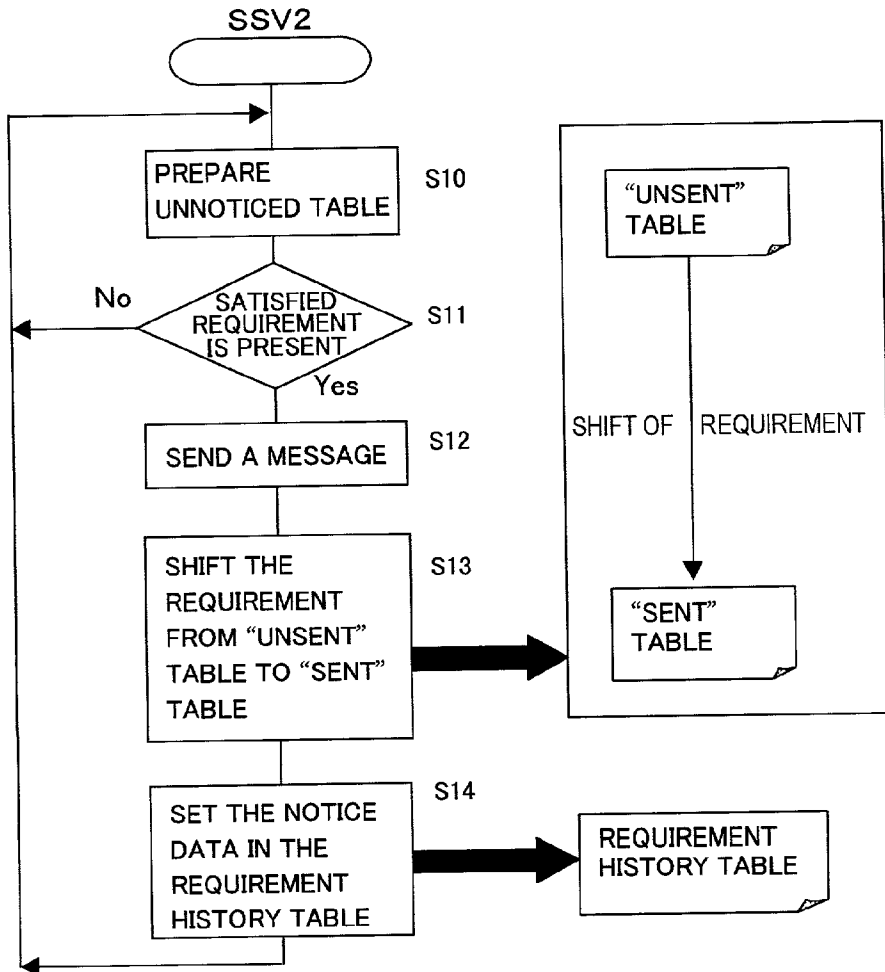 SSV2
PREPARE
UNNOTICED TABLE
S10
No
SATISFIED
REQUIREMENT
IS PRESENT
S11
Yes
SEND A MESSAGE
S12
SHIFT THE
REQUIREMENT
FROM “UNSENT”
TABLE TO “SENT”
TABLE
S13
SET THE NOTICE
DATA IN THE
REQUIREMENT
HISTORY TABLE
S14
“UNSENT”
TABLE
SHIFT OF REQUIREMENT
“SENT”
TABLE
REQUIREMENT
HISTORY TABLE